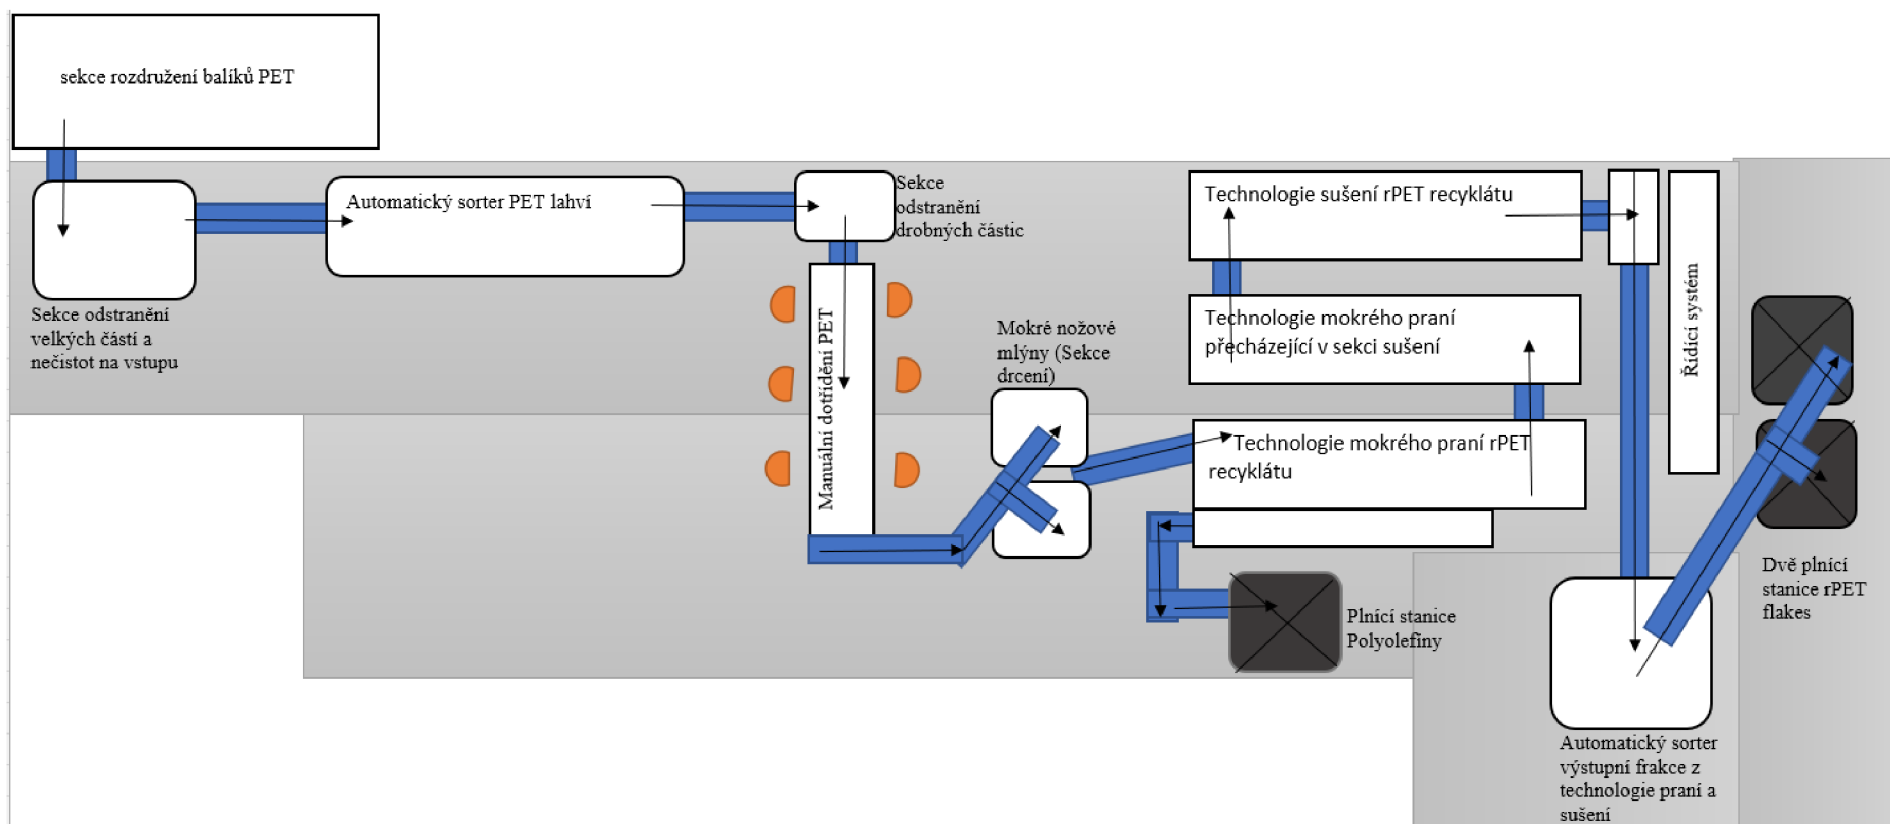 sekce rozdružení balíků PET
Sekce odstranění
velkých částí a
nečistot na vstupu
Automatický sorter PET lahví
Sekce
odstranění
drobných částic
Manuální dotřídění PET
Mokré nožové
mlýny (Sekce
drcení)
Technologie sušení rPET recyklátu
Technologie mokrého praní
přecházející v sekci sušení
Technologie mokrého praní rPET
recyklátu
Plnící stanice
Polyolefíny
Řídící systém
Dvě plnící
stanice rPET
flakes
Automatický sorter
výstupní frakce z
technologie praní a
sušení